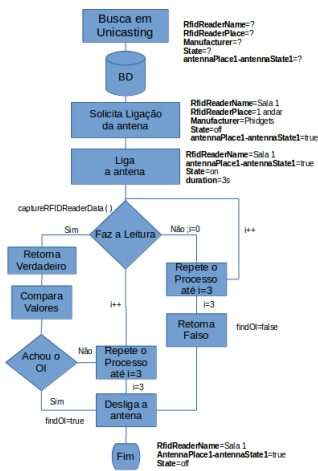 Busca em
Unicasting
RfidReaderName=?
RfidReaderPlace=?
Manufacturer=?
State=?
antennaPlace1-antennaState1=?
BD
Solicita Ligação
da antena
RfidReaderName=Sala 1
RfidReaderPlace=1 andar
Manufacturer=Phidgets
State=off
antennaPlace1-antennaState1=true
Liga
a antena
RfidReaderName=Sala 1
antennaPlace1-antennaState1=true
State=on
duration=3s
captureRFIDReaderData ( )
Faz a Leitura
Sim
Não ;i=0
i++
Retorna
Verdadeiro
Repete o
Processo
até i=3
Compara
Valores
i++
i=3
Retorna
Falso
findOI=false
Achou o
OI
Não
Repete o
Processo
até i=3
Sim
i=3
findOI=true
Desliga a
antena
Fim
RfidReaderName=Sala 1
AntennaPlace1-antennaState1=true
State=off